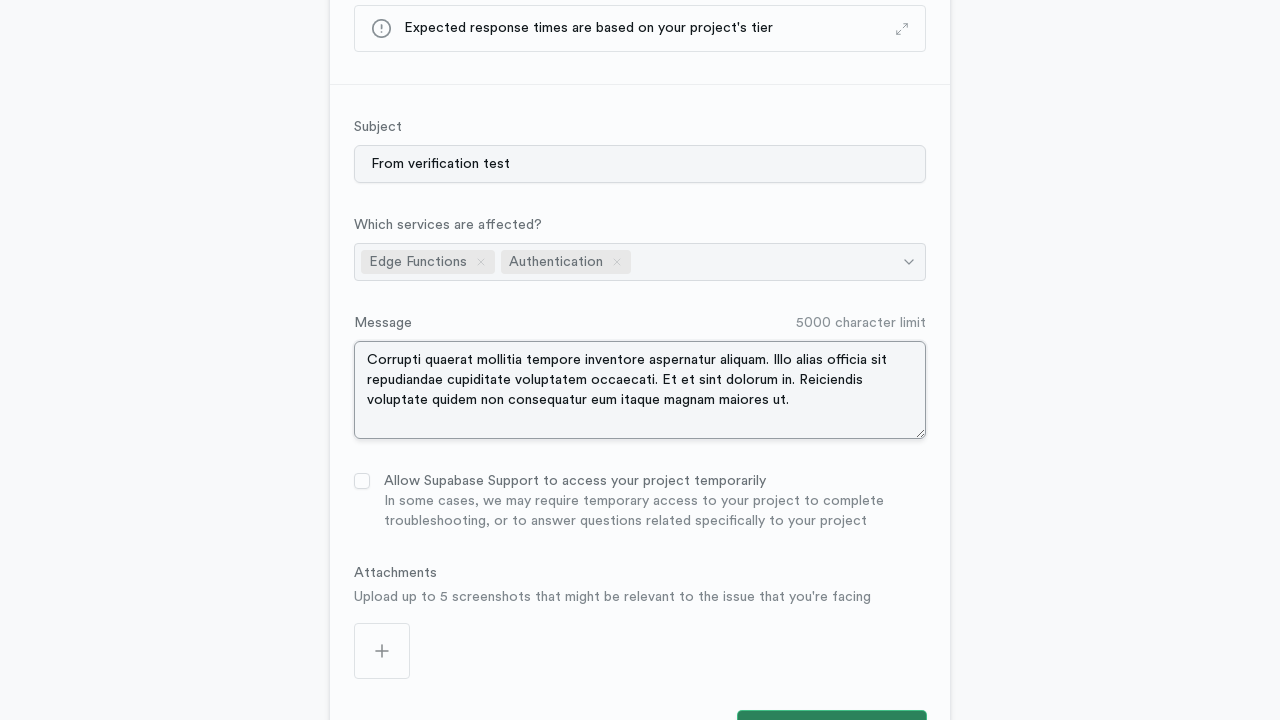 Expected response times are based on your project's tier
Subject
From verification test
Which services are affected?
Edge Functions Authentication
Message 5000 character limit
Corrupti quaerat mollitia tempore inventore aspernatur aliquam. Illo alias officia sit
repudiandae cupiditate voluptatem occaecati. Et et sint dolorum in. Reiciendis
voluptate quidem non consequatur eum itaque magnam maiores ut.
Allow Supabase Support to access your project temporarily
In some cases, we may require temporary access to your project to complete
troubleshooting, or to answer questions related specifically to your project
Attachments
Upload up to 5 screenshots that might be relevant to the issue that you're facing